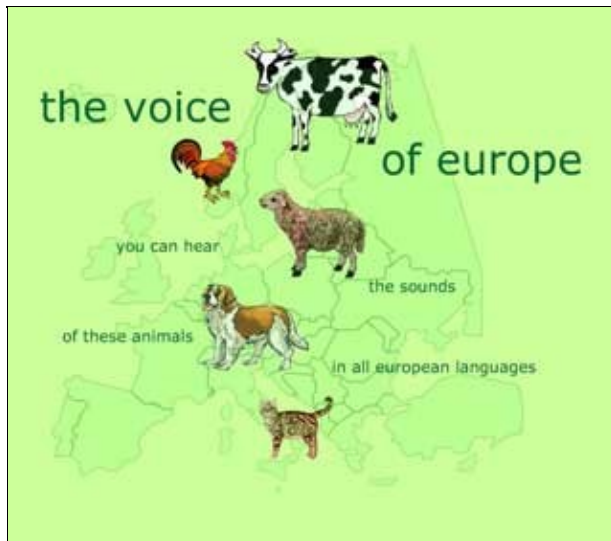 the voice
of europe
you can hear
the sounds
of these animals
in all european languages